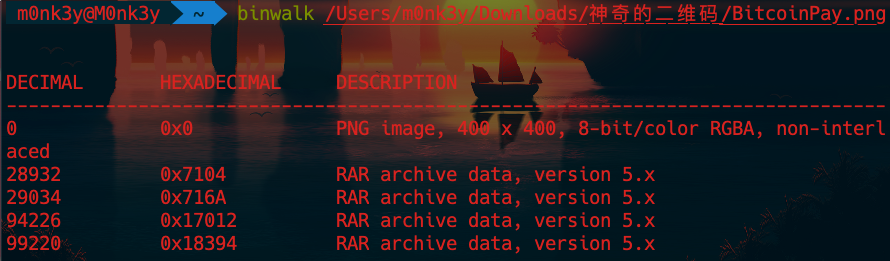 m0nk3y@M0nk3y ~ binwalk /Users/m0nk3y/Downloads/神奇的二维码/BitcoinPay.png
DECIMAL HEXADECIMAL DESCRIPTION
--------------------------------------------------------------------------------
0 0x0 PNG image, 400 x 400, 8-bit/color RGBA, non-interl
aced
28932 0x7104 RAR archive data, version 5.x
29034 0x716A RAR archive data, version 5.x
94226 0x17012 RAR archive data, version 5.x
99220 0x18394 RAR archive data, version 5.x